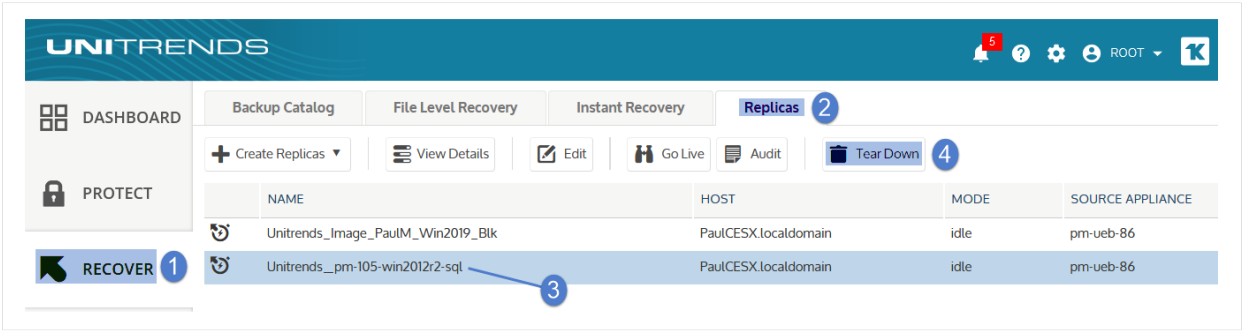 UNITRENDS
5
? ROOT
K
DASHBOARD
PROTECT
RECOVER 1
Backup Catalog File Level Recovery Instant Recovery Replicas 2
Create Replicas View Details Edit Go Live Audit Tear Down 4
NAME HOST MODE SOURCE APPLIANCE
Unitrends_Image_PaulM_Win2019_Blk PaulCESX.localdomain idle pm-ueb-86
Unitrends__pm-105-win2012r2-sql PaulCESX.localdomain idle pm-ueb-86
3